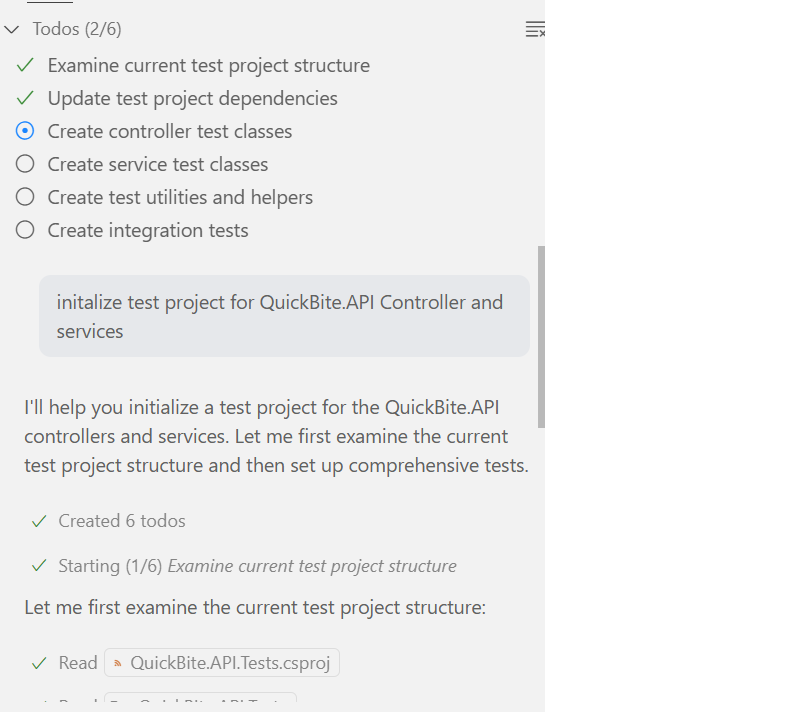 Todos (2/6)
Examine current test project structure
Update test project dependencies
Create controller test classes
Create service test classes
Create test utilities and helpers
Create integration tests
initalize test project for QuickBite.API Controller and
services
I'll help you initialize a test project for the QuickBite.API
controllers and services. Let me first examine the current
test project structure and then set up comprehensive tests.
Created 6 todos
Starting (1/6) Examine current test project structure
Let me first examine the current test project structure:
Read QuickBite.API.Tests.csproj